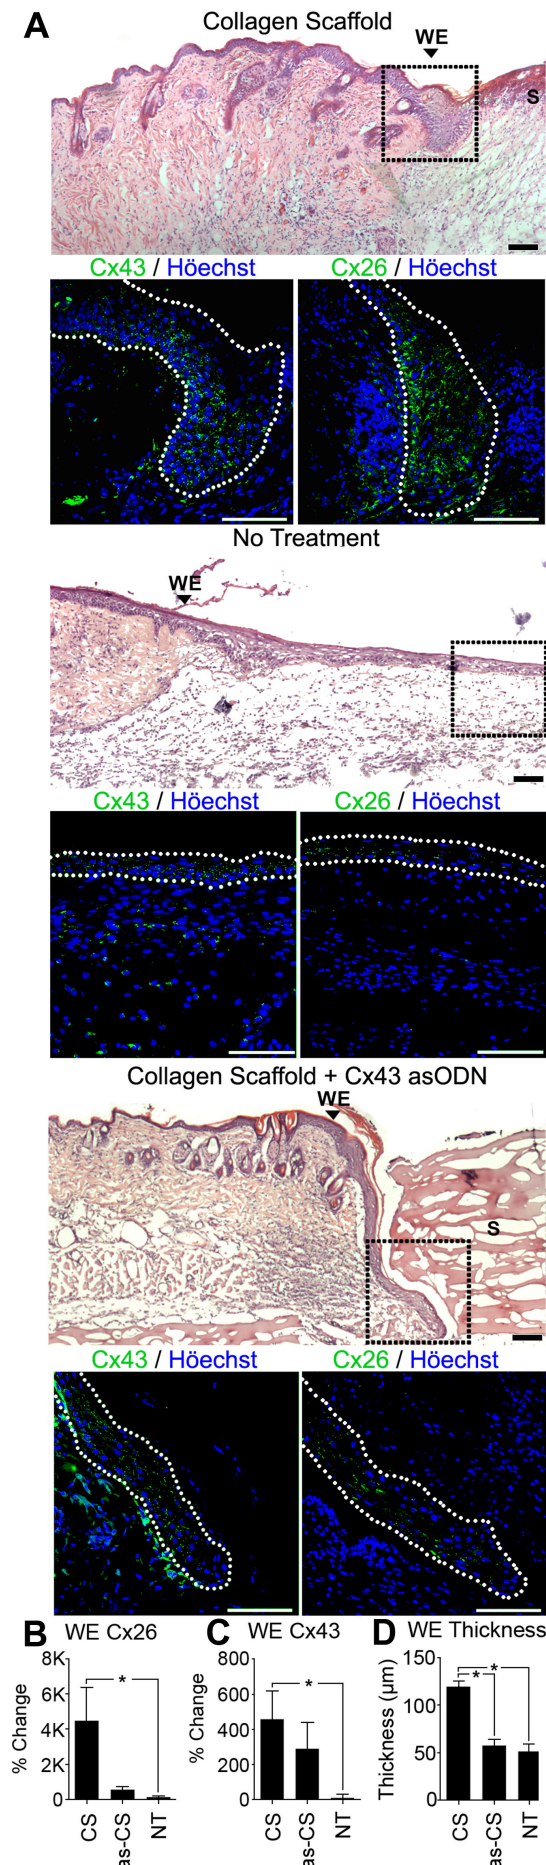 A
Collagen Scaffold
WE
S
Cx43 / Höechst
Cx26 / Höechst
No Treatment
WE
Cx43 / Höechst
Cx26 / Höechst
Collagen Scaffold + Cx43 asODN
WE
S
Cx43 / Höechst
Cx26 / Höechst
B WE Cx26
8K
6K
4K
2K
0
% Change
*
CS
as-CS
NT
C WE Cx43
800
600
400
200
0
% Change
*
CS
as-CS
NT
D WE Thickness
150
100
50
0
Thickness (µm)
* *
CS
as-CS
NT